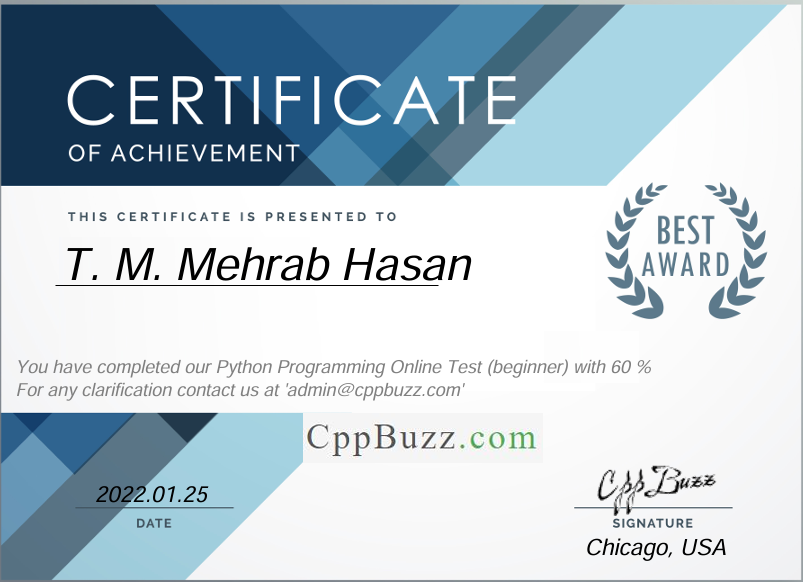 CERTIFICATE
OF ACHIEVEMENT
THIS CERTIFICATE IS PRESENTED TO
T. M. Mehrab Hasan
BEST
AWARD
You have completed our Python Programming Online Test (beginner) with 60 %
For any clarification contact us at 'admin@cppbuzz.com'
CppBuzz.com
2022.01.25
DATE
CppBuzz
SIGNATURE
Chicago, USA